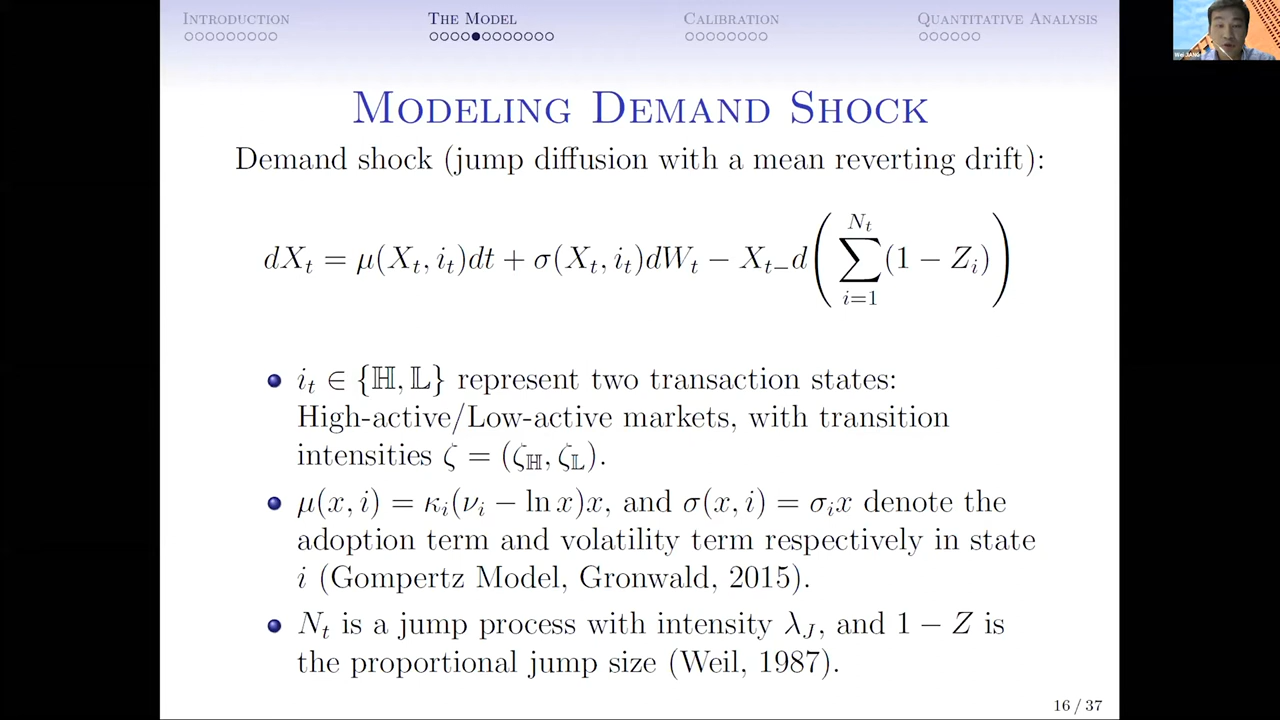 INTRODUCTION THE MODEL CALIBRATION QUANTITATIVE ANALYSIS
MODELING DEMAND SHOCK
Demand shock (jump diffusion with a mean reverting drift):
dX_t = μ(X_t, i_t)dt + σ(X_t, i_t)dW_t − X_{t−}d(∑_{i=1}^{N_t}(1 − Z_i))
i_t ∈ {ℍ, 𝕃} represent two transaction states:
High-active/Low-active markets, with transition
intensities ζ = (ζ_ℍ, ζ_𝕃).
μ(x, i) = κ_i(ν_i − ln x)x, and σ(x, i) = σ_i x denote the
adoption term and volatility term respectively in state
i (Gompertz Model, Gronwald, 2015).
N_t is a jump process with intensity λ_J, and 1 − Z is
the proportional jump size (Weil, 1987).
16 / 37